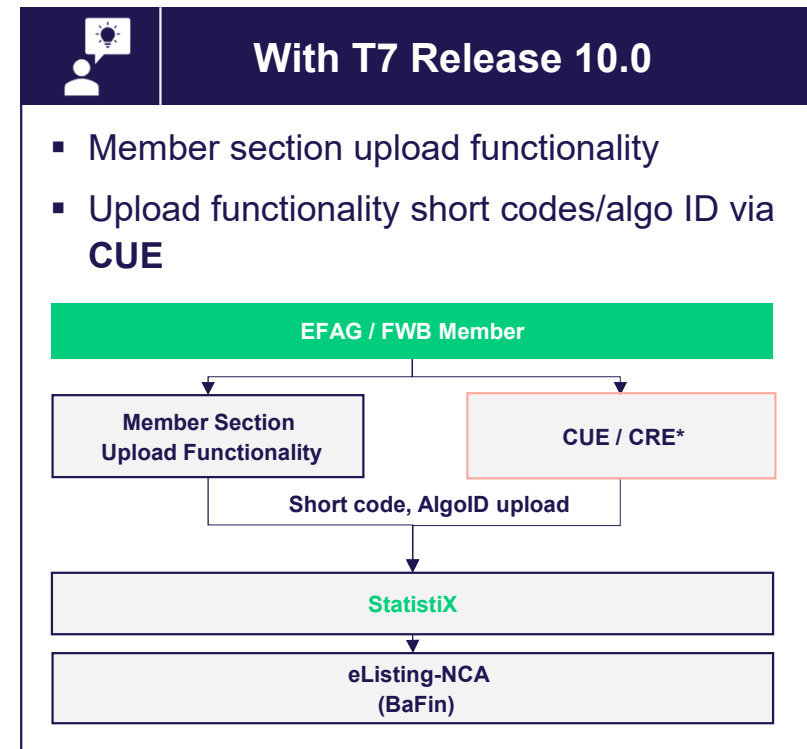 With T7 Release 10.0
▪ Member section upload functionality
▪ Upload functionality short codes/algo ID via
CUE
EFAG / FWB Member
Member Section
Upload Functionality
CUE / CRE*
Short code, AlgoID upload
StatistiX
eListing-NCA
(BaFin)